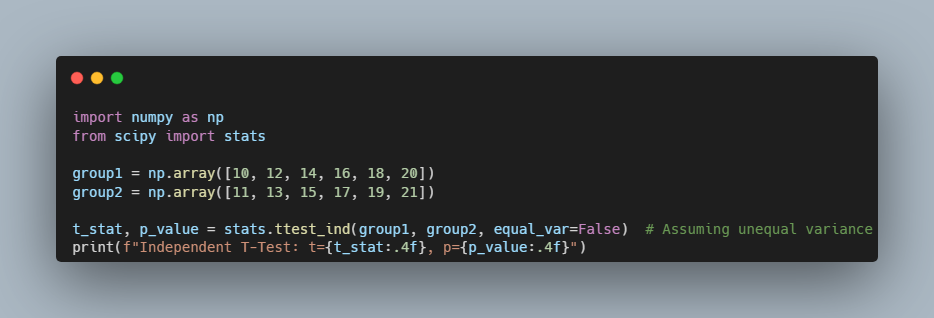 import numpy as np
from scipy import stats
group1 = np.array([10, 12, 14, 16, 18, 20])
group2 = np.array([11, 13, 15, 17, 19, 21])
t_stat, p_value = stats.ttest_ind(group1, group2, equal_var=False)  # Assuming unequal variance
print(f"Independent T-Test: t={t_stat:.4f}, p={p_value:.4f}")